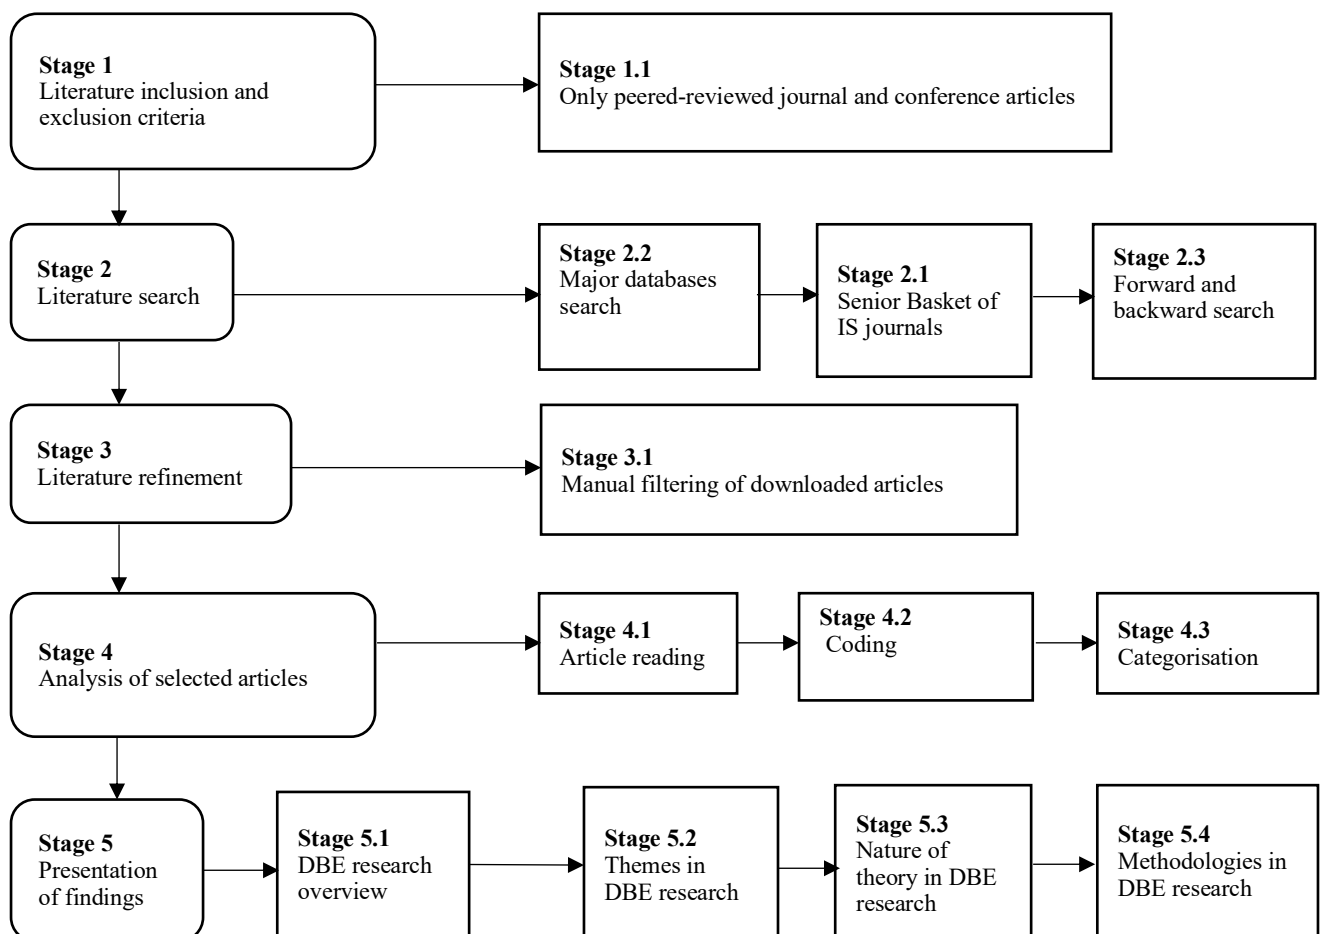 Stage 1
Literature inclusion and
exclusion criteria
Stage 1.1
Only peered-reviewed journal and conference articles
Stage 2
Literature search
Stage 2.2
Major databases
search
Stage 2.1
Senior Basket of
IS journals
Stage 2.3
Forward and
backward search
Stage 3
Literature refinement
Stage 3.1
Manual filtering of downloaded articles
Stage 4
Analysis of selected articles
Stage 4.1
Article reading
Stage 4.2
Coding
Stage 4.3
Categorisation
Stage 5
Presentation
of findings
Stage 5.1
DBE research
overview
Stage 5.2
Themes in
DBE research
Stage 5.3
Nature of
theory in DBE
research
Stage 5.4
Methodologies in
DBE research